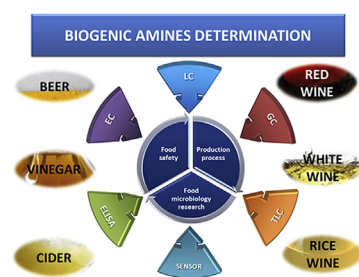 BIOGENIC AMINES DETERMINATION
BEER
LC
RED
WINE
EC
GC
Food
safety
Production
process
VINEGAR
WHITE
WINE
Food
microbiology
research
ELISA
TLC
CIDER
SENSOR
RICE
WINE